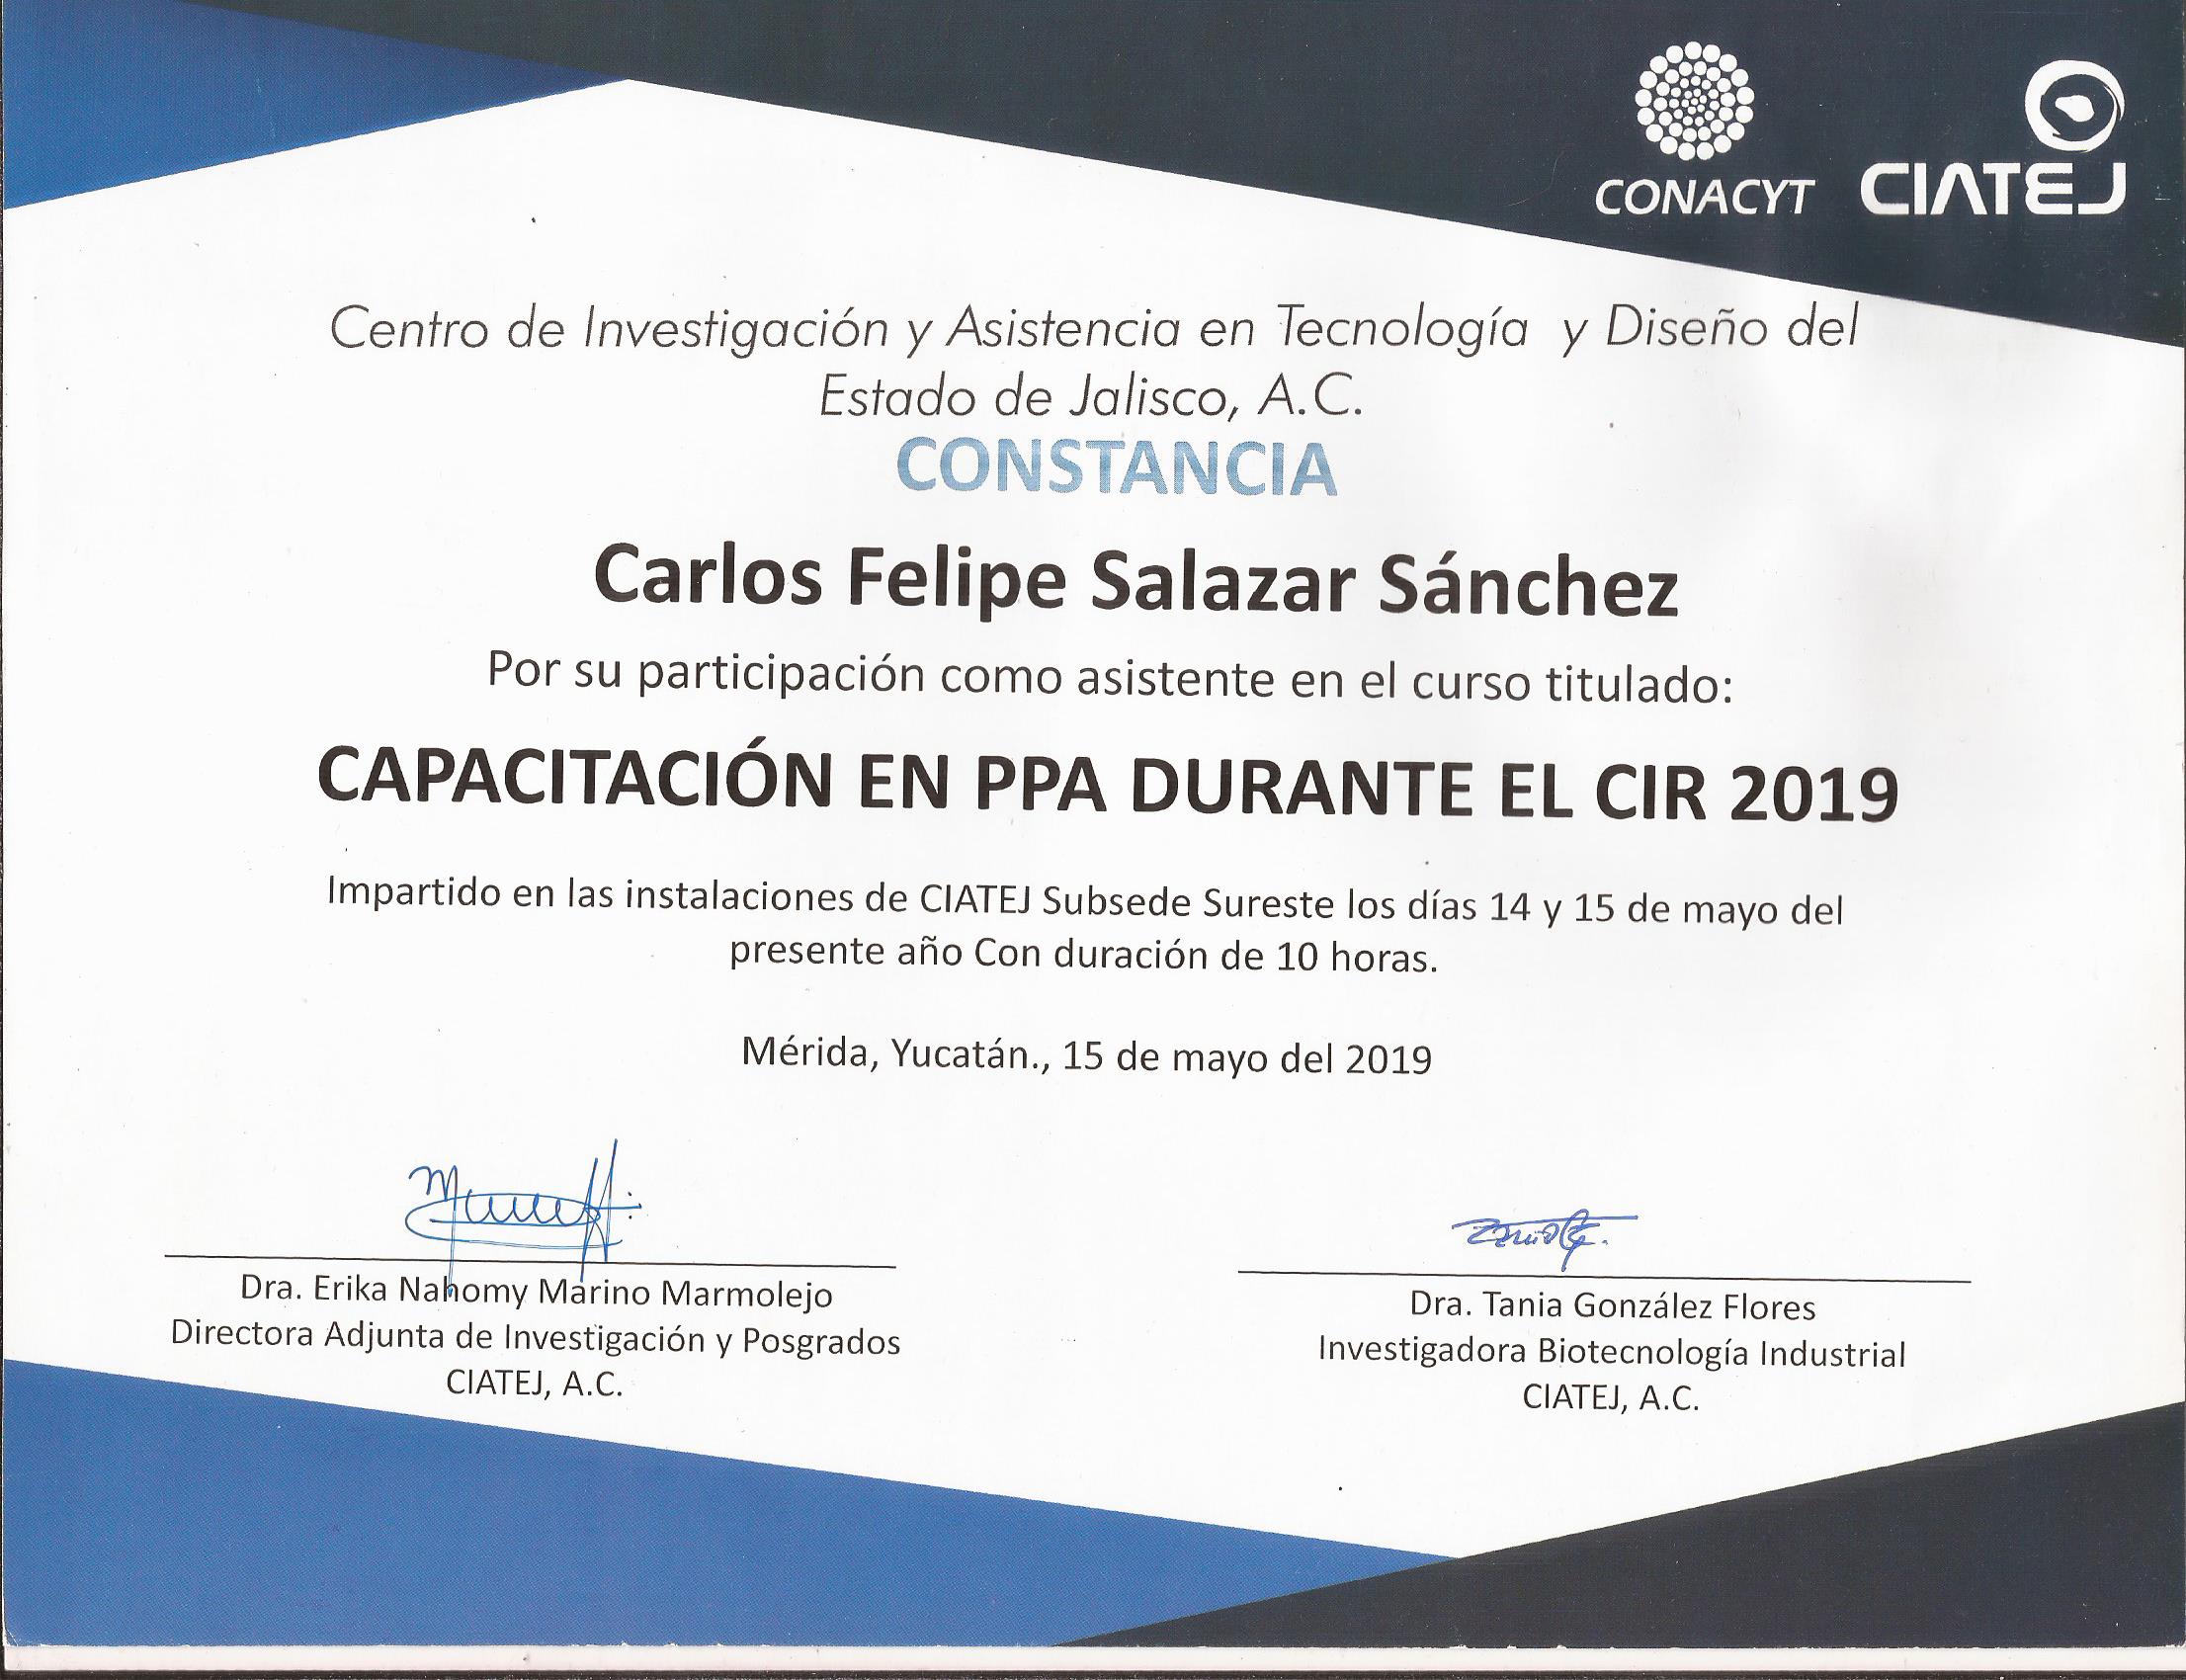 CONACYT
CIATEJ
Centro de Investigación y Asistencia en Tecnología y Diseño del
Estado de Jalisco, A.C.
CONSTANCIA
Carlos Felipe Salazar Sánchez
Por su participación como asistente en el curso titulado:
CAPACITACIÓN EN PPA DURANTE EL CIR 2019
Impartido en las instalaciones de CIATEJ Subsede Sureste los días 14 y 15 de mayo del
presente año Con duración de 10 horas.
Mérida, Yucatán., 15 de mayo del 2019
Dra. Erika Nahomy Marino Marmolejo
Directora Adjunta de Investigación y Posgrados
CIATEJ, A.C.
Dra. Tania González Flores
Investigadora Biotecnología Industrial
CIATEJ, A.C.